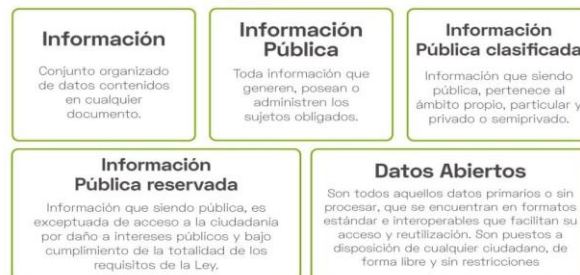 Información
Conjunto organizado
de datos contenidos
en cualquier
documento.
Información
Pública
Toda información que
generen, posean o
administren los
sujetos obligados.
Información
Pública clasificada
Información que siendo
pública, pertenece al
ámbito propio, particular y
privado o semiprivado.
Información
Pública reservada
Información que siendo pública, es
exceptuada de acceso a la ciudadanía
por daño a intereses públicos y bajo
cumplimiento de la totalidad de los
requisitos de la Ley.
Datos Abiertos
Son todos aquellos datos primarios o sin
procesar, que se encuentran en formatos
estándar e interoperables que facilitan su
acceso y reutilización. Son puestos a
disposición de cualquier ciudadano, de
forma libre y sin restricciones